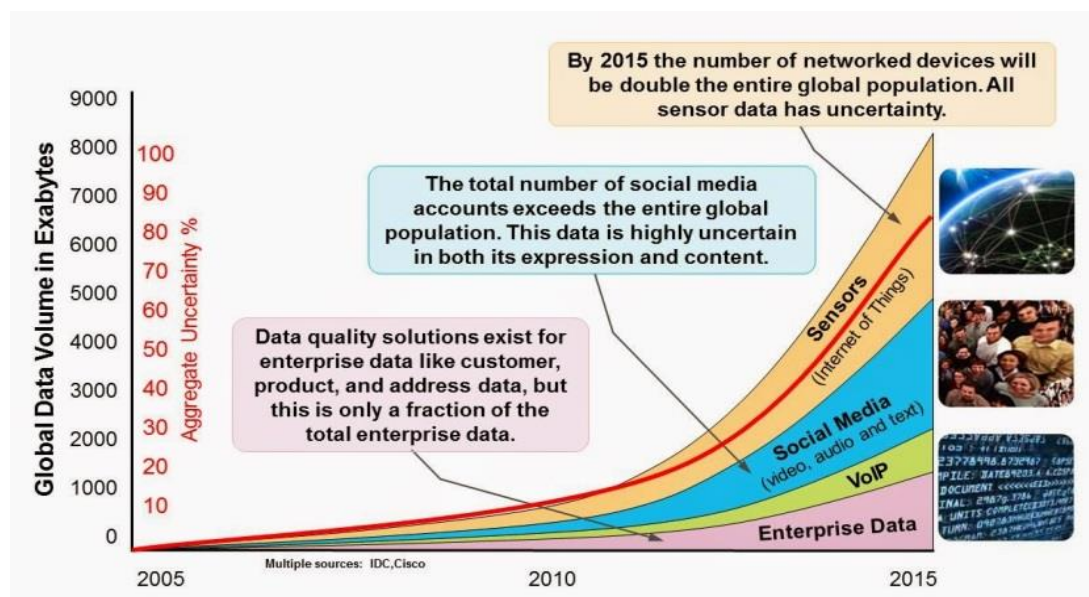 By 2015 the number of networked devices will
be double the entire global population. All
sensor data has uncertainty.
The total number of social media
accounts exceeds the entire global
population. This data is highly uncertain
in both its expression and content.
Data quality solutions exist for
enterprise data like customer,
product, and address data, but
this is only a fraction of the
total enterprise data.
Global Data Volume in Exabytes
9000
8000
7000
6000
5000
4000
3000
2000
1000
0
Aggregate Uncertainty %
100
90
80
70
60
50
40
30
20
10
Sensors
(Internet of Things)
Social Media
(video, audio and text)
VoIP
Enterprise Data
Multiple sources: IDC,Cisco
2005
2010
2015